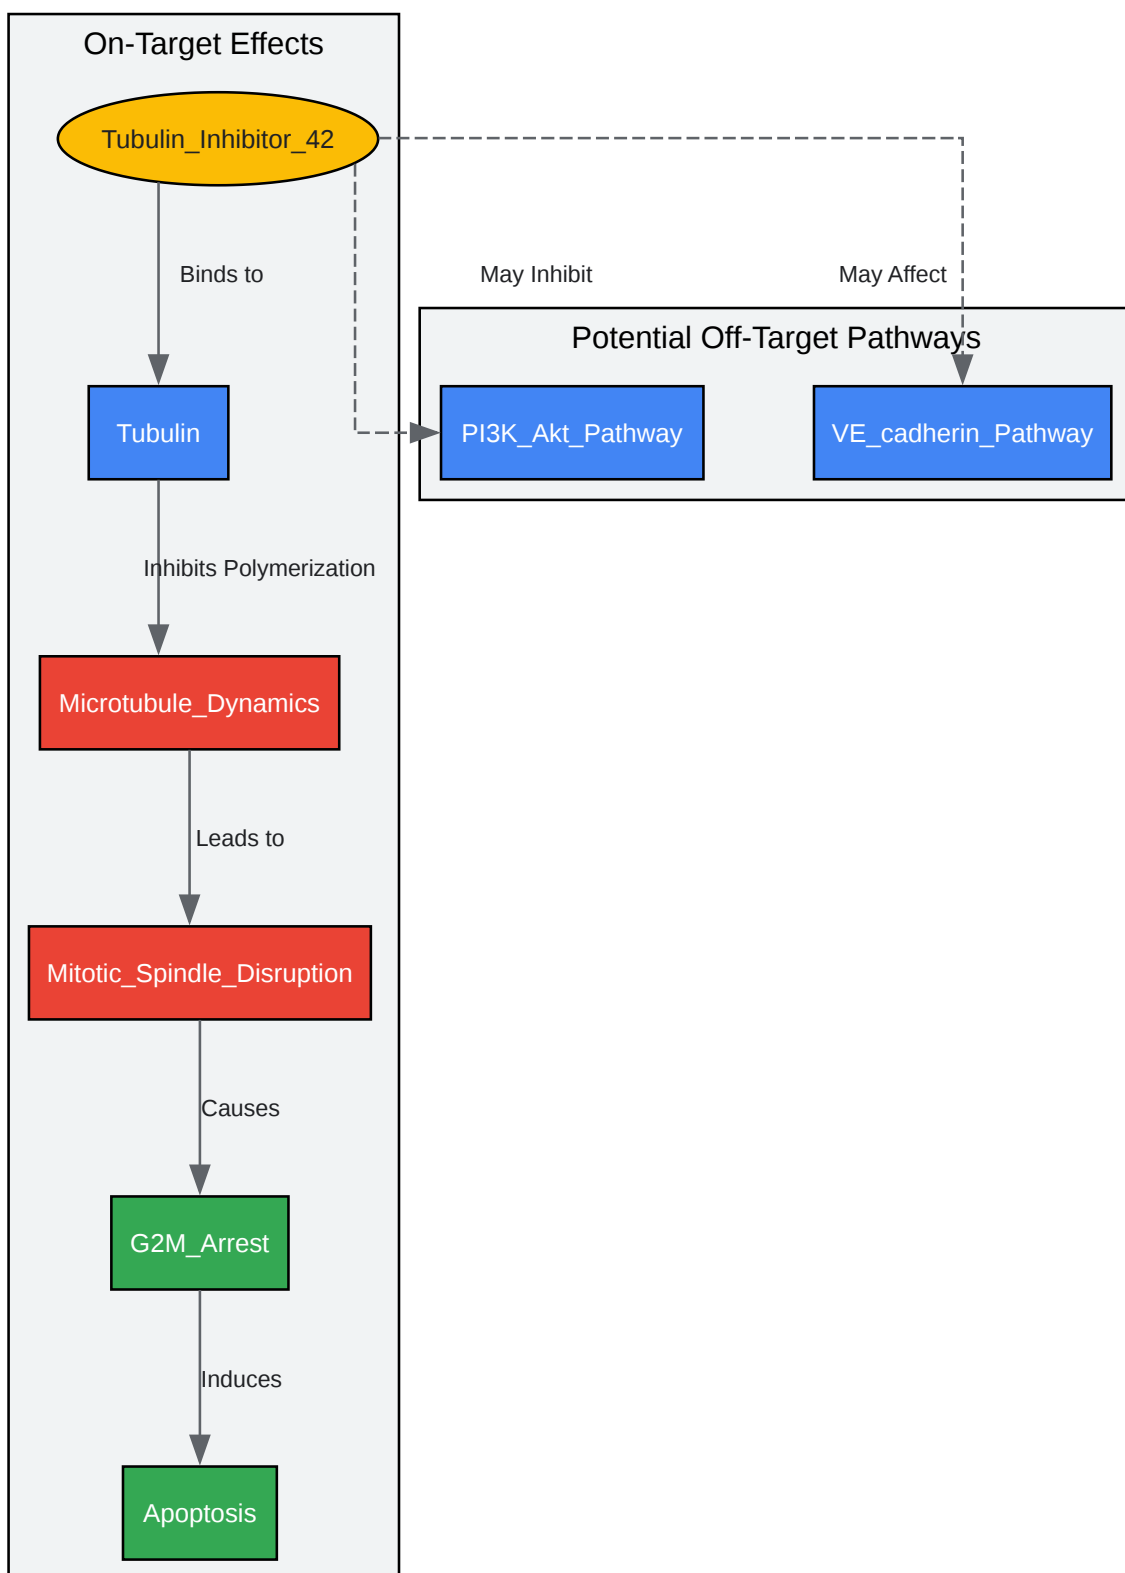 On-Target Effects
Tubulin_Inhibitor_42
Binds to
May Inhibit
May Affect
Potential Off-Target Pathways
Tubulin
PI3K_Akt_Pathway
VE_cadherin_Pathway
Inhibits Polymerization
Microtubule_Dynamics
Leads to
Mitotic_Spindle_Disruption
Causes
G2M_Arrest
Induces
Apoptosis